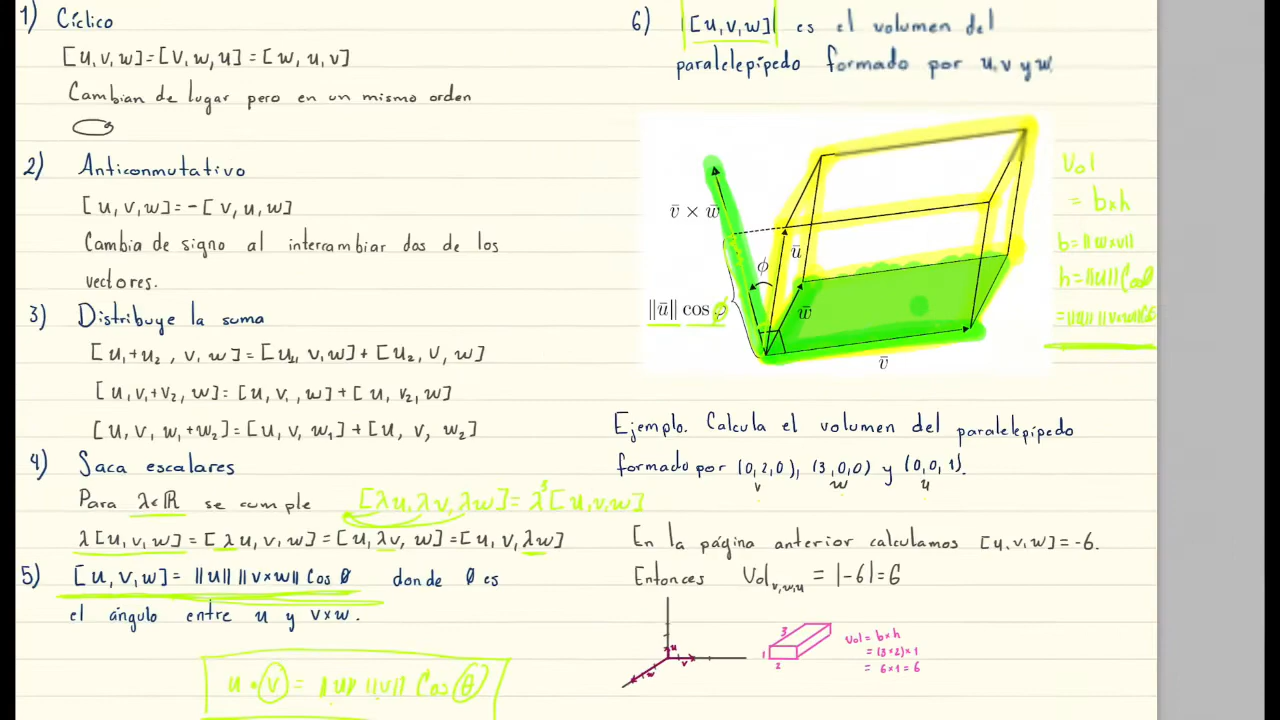 1) Cíclico
[u,v,w]=[v,w,u]=[w,u,v]
Cambian de lugar pero en un mismo orden
2) Anticonmutativo
[u,v,w]=-[v,u,w]
Cambia de signo al intercambiar dos de los
vectores.
3) Distribuye la suma
[u₁+u₂, v, w]=[u₁, v, w]+[u₂, v, w]
[u, v₁+v₂, w]=[u, v₁, w]+[u, v₂, w]
[u, v, w₁+w₂]=[u, v, w₁]+[u, v, w₂]
4) Saca escalares
Para λ∈ℝ se cumple [λu, λv, λw]=λ³[u,v,w]
λ[u,v,w]=[λu,v,w]=[u,λv,w]=[u,v,λw]
5) [u,v,w]=||u|| ||v×w|| Cos θ donde θ es
el ángulo entre u y v×w.
u·v = ||u|| ||v|| Cos θ
6) |[u,v,w]| es el volumen del
paralelepípedo formado por u,v y w.
v̄ × w̄
φ
ū
w̄
||ū|| cos φ
v̄
Vol
= b×h
b=||w×v||
h=||u||Cosθ
Ejemplo. Calcula el volumen del paralelepípedo
formado por (0,2,0), (3,0,0) y (0,0,1).
v w u
En la página anterior calculamos [u,v,w]=-6.
Entonces Vol v,w,u = |-6|=6
u
v
w
3
1
2
Vol = b×h
= (3×2)×1
= 6×1=6